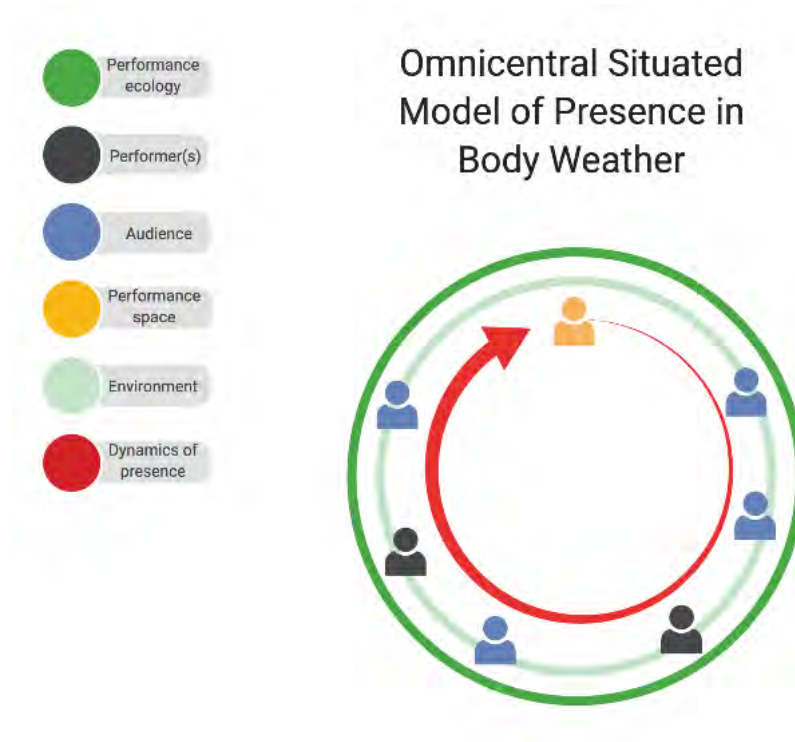 Performance
ecology
Performer(s)
Audience
Performance
space
Environment
Dynamics of
presence
Omnicentral Situated
Model of Presence in
Body Weather